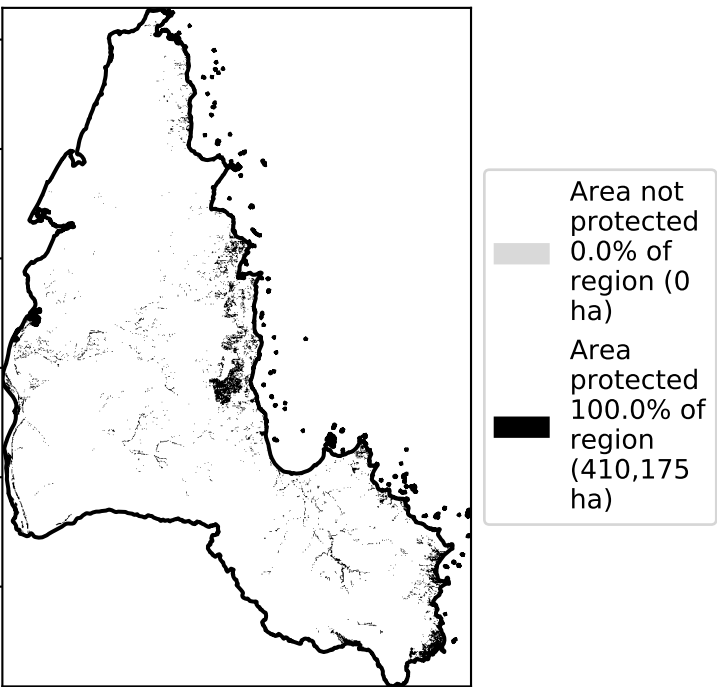 Area not
protected
0.0% of
region (0
ha)
Area
protected
100.0% of
region
(410,175
ha)